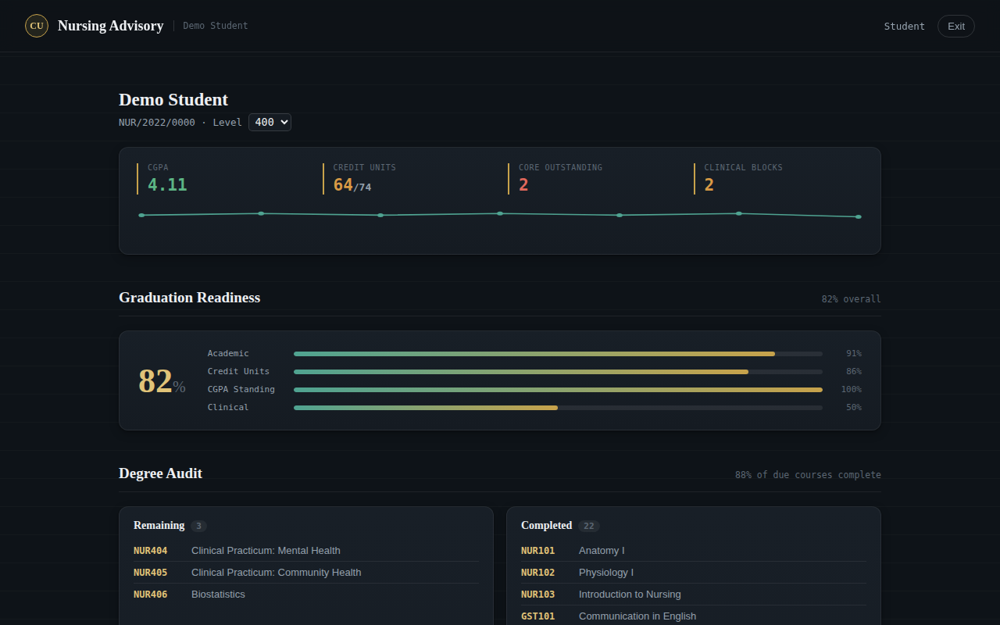 CU Nursing Advisory Demo Student Student Exit
Demo Student
NUR/2022/0000 · Level 400
CGPA CREDIT UNITS CORE OUTSTANDING CLINICAL BLOCKS
4.11 64/74 2 2
Graduation Readiness 82% overall
82%
Academic 91%
Credit Units 86%
CGPA Standing 100%
Clinical 50%
Degree Audit 88% of due courses complete
Remaining 3
NUR404 Clinical Practicum: Mental Health
NUR405 Clinical Practicum: Community Health
NUR406 Biostatistics
Completed 22
NUR101 Anatomy I
NUR102 Physiology I
NUR103 Introduction to Nursing
GST101 Communication in English